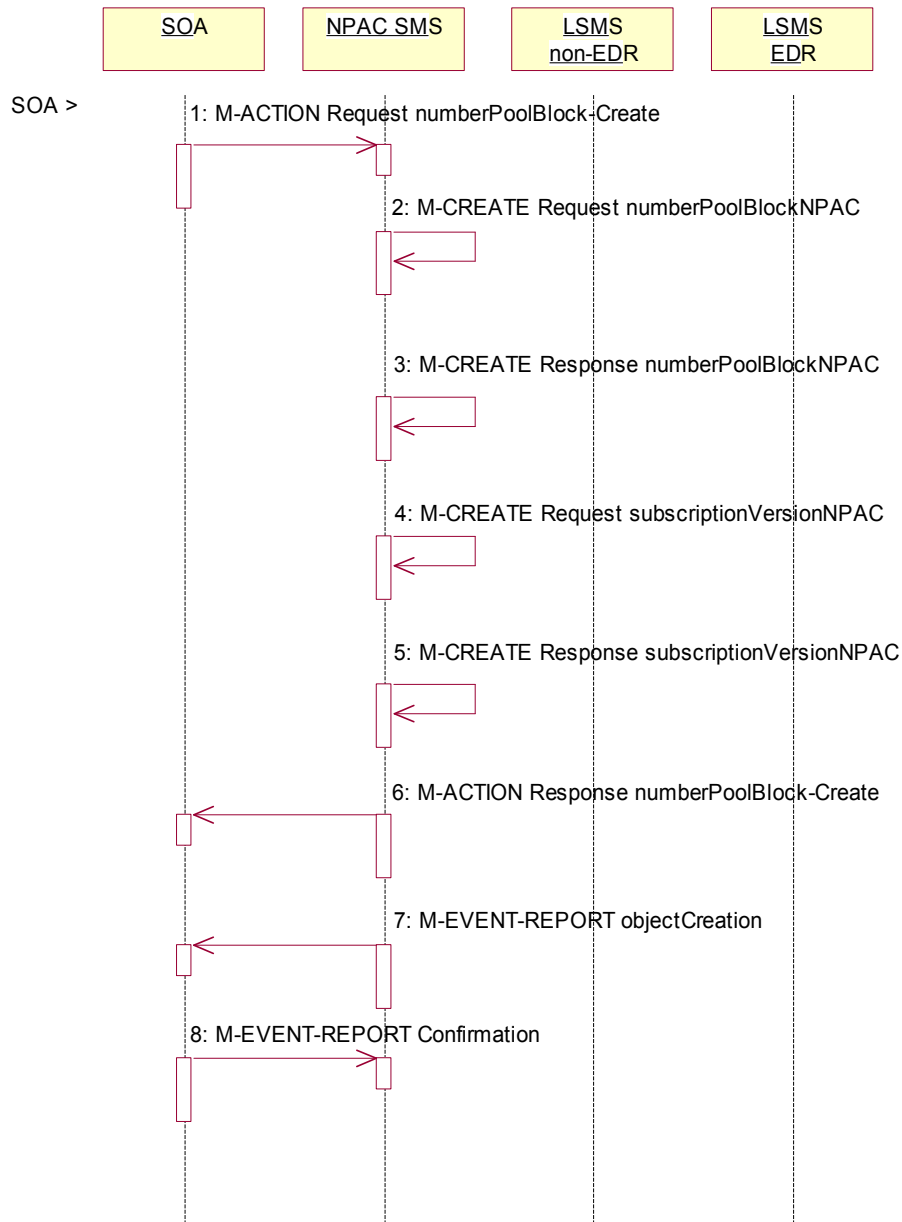 SOA
NPAC SMS
LSMS
non-EDR
LSMS
EDR
SOA >
1: M-ACTION Request numberPoolBlock-Create
2: M-CREATE Request numberPoolBlockNPAC
3: M-CREATE Response numberPoolBlockNPAC
4: M-CREATE Request subscriptionVersionNPAC
5: M-CREATE Response subscriptionVersionNPAC
6: M-ACTION Response numberPoolBlock-Create
7: M-EVENT-REPORT objectCreation
8: M-EVENT-REPORT Confirmation